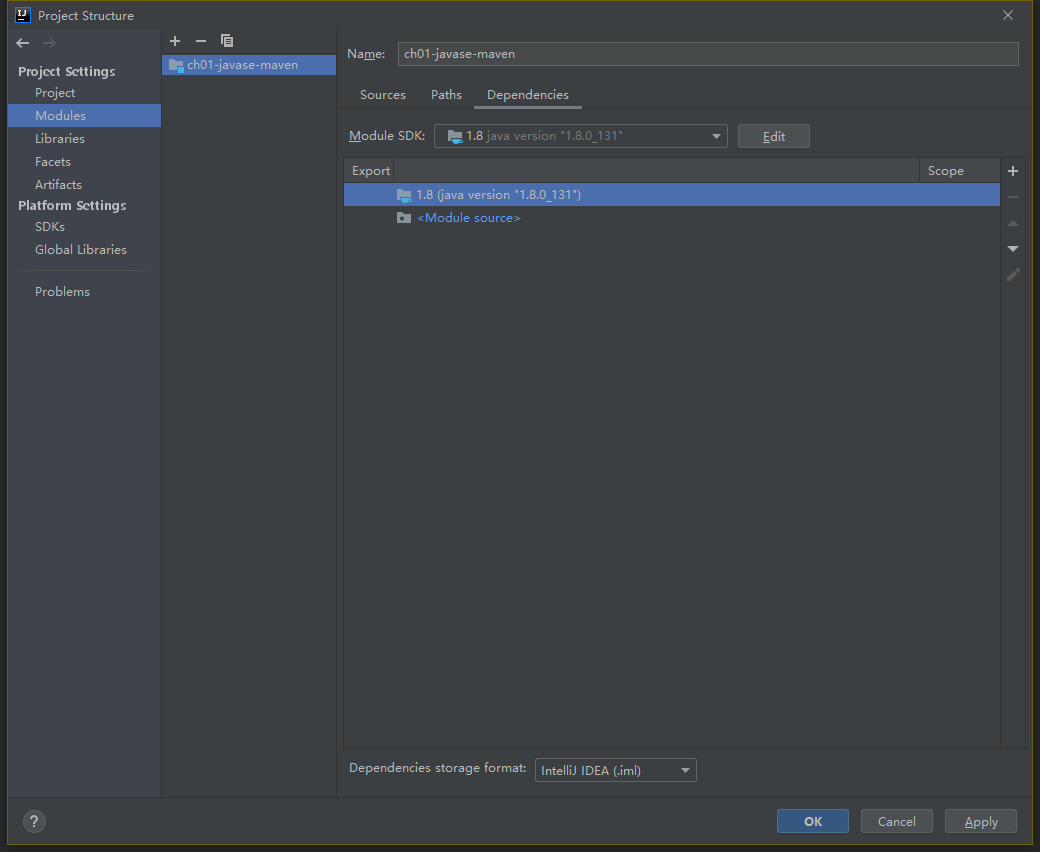 Project Structure
Project Settings
Project
Modules
Libraries
Facets
Artifacts
Platform Settings
SDKs
Global Libraries
Problems
ch01-javase-maven
Name: ch01-javase-maven
Sources Paths Dependencies
Module SDK: 1.8 java version "1.8.0_131" Edit
Export Scope
1.8 (java version "1.8.0_131")
<Module source>
Dependencies storage format: IntelliJ IDEA (.iml)
? OK Cancel Apply